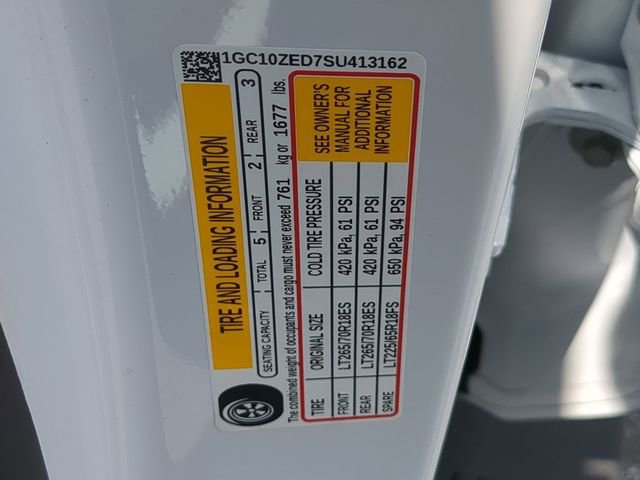 1GC10ZED7SU413162
TIRE AND LOADING INFORMATION
SEATING CAPACITY TOTAL 5 FRONT 2 REAR 3
The combined weight of occupants and cargo must never exceed 761 kg or 1677 lbs.
TIRE ORIGINAL SIZE COLD TIRE PRESSURE
FRONT LT265/70R18ES 420 kPa, 61 PSI
REAR LT265/70R18ES 420 kPa, 61 PSI
SPARE LT225/65R18FS 650 kPa, 94 PSI
SEE OWNER'S
MANUAL FOR
ADDITIONAL
INFORMATION